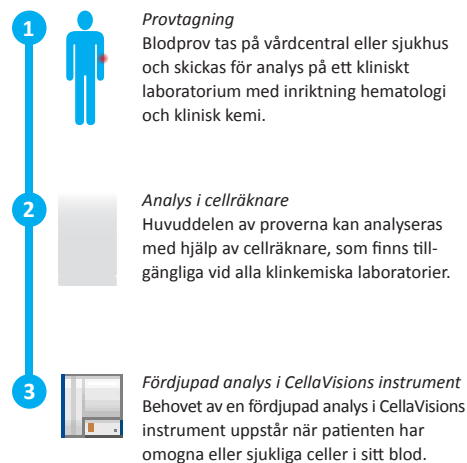 1
Provtagning
Blodprov tas på vårdcentral eller sjukhus
och skickas för analys på ett kliniskt
laboratorium med inriktning hematologi
och klinisk kemi.
2
Analys i cellräknare
Huvuddelen av proverna kan analyseras
med hjälp av cellräknare, som finns till-
gängliga vid alla klinkemiska laboratorier.
3
Fördjupad analys i CellaVisions instrument
Behovet av en fördjupad analys i CellaVisions
instrument uppstår när patienten har
omogna eller sjukliga celler i sitt blod.